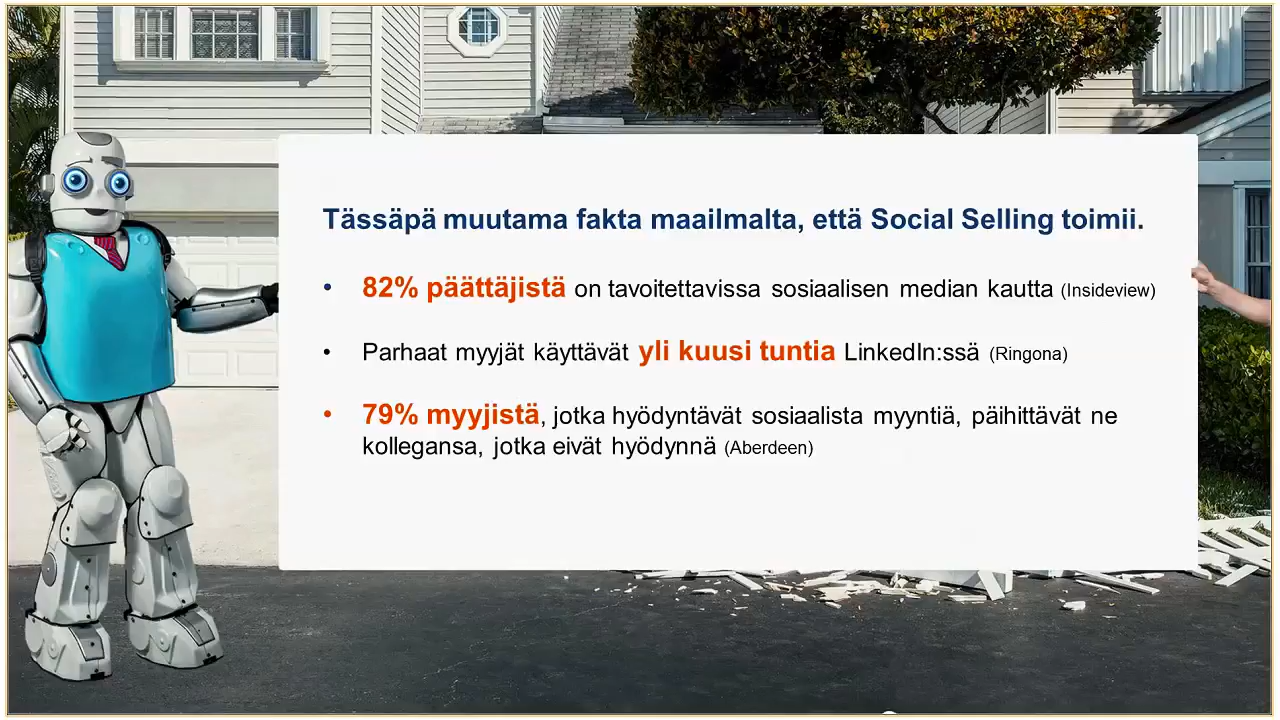 Tässäpä muutama fakta maailmalta, että Social Selling toimii.
• 82% päättäjistä on tavoitettavissa sosiaalisen median kautta (Insideview)
• Parhaat myyjät käyttävät yli kuusi tuntia LinkedIn:ssä (Ringona)
• 79% myyjistä, jotka hyödyntävät sosiaalista myyntiä, päihittävät ne
kollegansa, jotka eivät hyödynnä (Aberdeen)